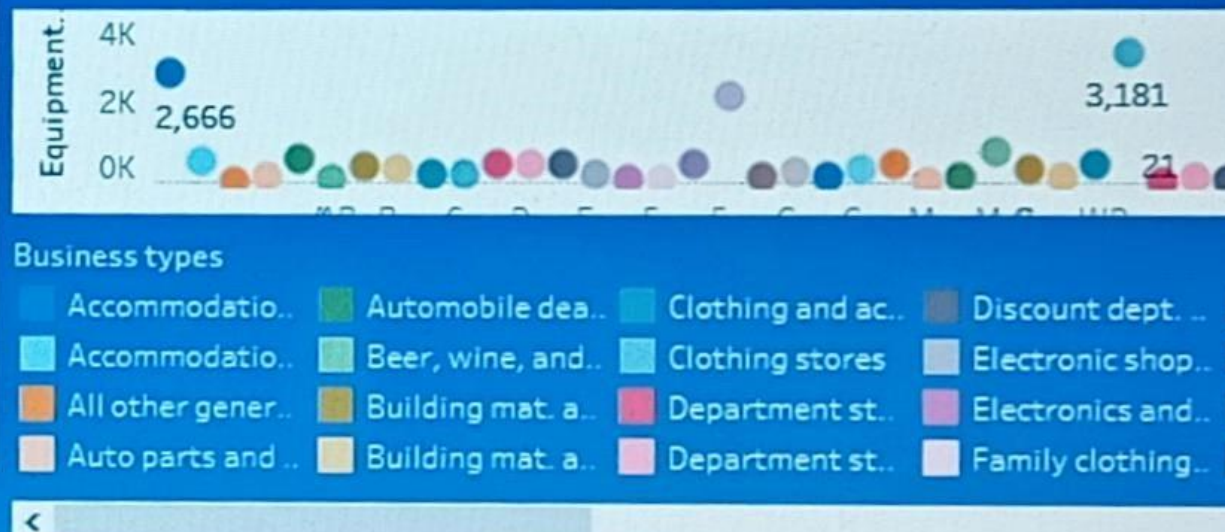 Equipment..
4K
2K
0K
2,666
3,181
21
Business types
Accommodatio..
Automobile dea..
Clothing and ac..
Discount dept. ...
Accommodatio..
Beer, wine, and..
Clothing stores
Electronic shop..
All other gener..
Building mat. a..
Department st..
Electronics and..
Auto parts and ..
Building mat. a..
Department st..
Family clothing..
<